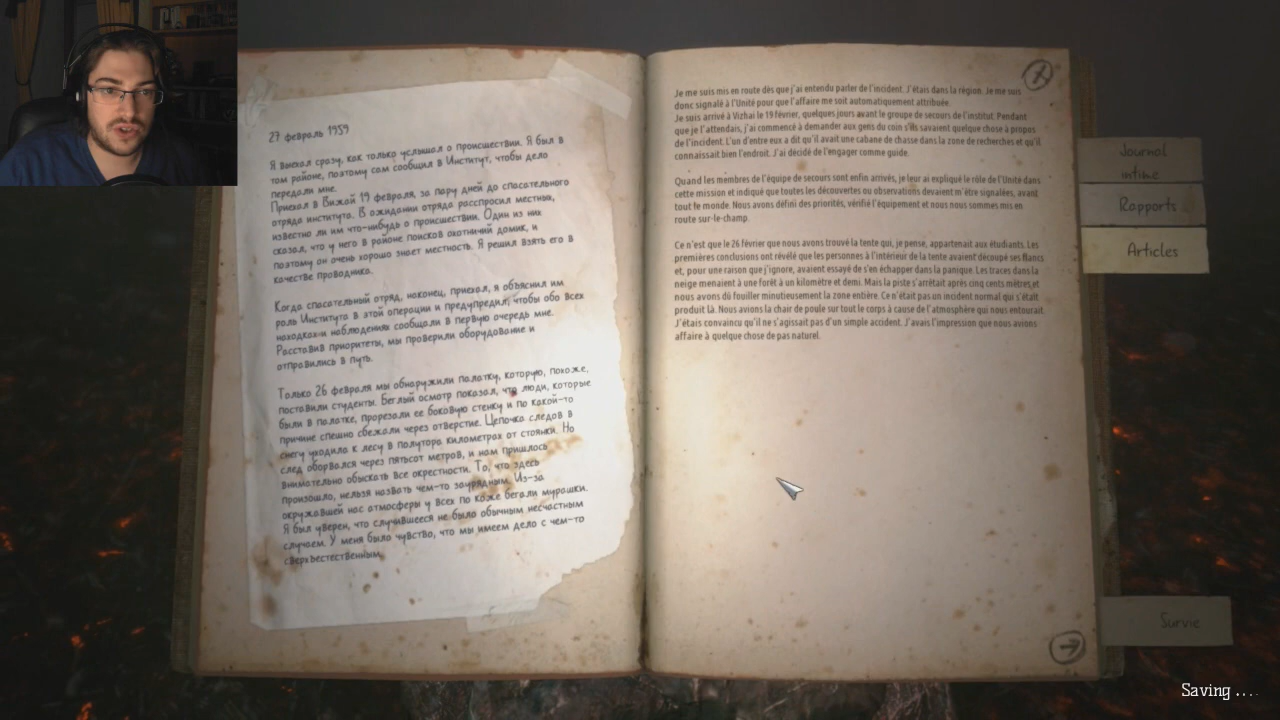 27 февраль 1959
Я выехал сразу, как только услышал о происшествии. Я был в
том районе, поэтому сам сообщил в Институт, чтобы дело
передали мне.
Приехал в Вижай 19 февраля, за пару дней до спасательного
отряда института. В ожидании отряда расспросил местных,
известно ли им что-нибудь о происшествии. Один из них
сказал, что у него в районе поисков охотничий домик, и
поэтому он очень хорошо знает местность. Я решил взять его в
качестве проводника.
Когда спасательный отряд, наконец, приехал, я объяснил им
роль Института в этой операции и предупредил, чтобы обо всех
находках и наблюдениях сообщали в первую очередь мне.
Расставив приоритеты, мы проверили оборудование и
отправились в путь.
Только 26 февраля мы обнаружили палатку, которую, похоже,
поставили студенты. Беглый осмотр показал, что люди, которые
были в палатке, прорезали ее боковую стенку и по какой-то
причине спешно сбежали через отверстие. Цепочка следов в
снегу уходила к лесу в полутора километрах от стоянки. Но
след оборвался через пятьсот метров, и нам пришлось
внимательно обыскать все окрестности. То, что здесь
произошло, нельзя назвать чем-то заурядным. Из-за
окружавшей нас атмосферы у всех по коже бегали мурашки.
Я был уверен, что случившееся не было обычным несчастным
случаем. У меня было чувство, что мы имеем дело с чем-то
сверхъестественным.
Je me suis mis en route dès que j'ai entendu parler de l'incident. J'étais dans la région. Je me suis
donc signalé à l'Unité pour que l'affaire me soit automatiquement attribuée.
Je suis arrivé à Vizhai le 19 février, quelques jours avant le groupe de secours de l'institut. Pendant
que je l'attendais, j'ai commencé à demander aux gens du coin s'ils savaient quelque chose à propos
de l'incident. L'un d'entre eux a dit qu'il avait une cabane de chasse dans la zone de recherches et qu'il
connaissait bien l'endroit. J'ai décidé de l'engager comme guide.
Quand les membres de l'équipe de secours sont enfin arrivés, je leur ai expliqué le rôle de l'Unité dans
cette mission et indiqué que toutes les découvertes ou observations devaient m'être signalées, avant
tout le monde. Nous avons défini des priorités, vérifié l'équipement et nous nous sommes mis en
route sur-le-champ.
Ce n'est que le 26 février que nous avons trouvé la tente qui, je pense, appartenait aux étudiants. Les
premières conclusions ont révélé que les personnes à l'intérieur de la tente avaient découpé ses flancs
et, pour une raison que j'ignore, avaient essayé de s'en échapper dans la panique. Les traces dans la
neige menaient à une forêt à un kilomètre et demi. Mais la piste s'arrêtait après cinq cents mètres et
nous avons dû fouiller minutieusement la zone entière. Ce n'était pas un incident normal qui s'était
produit là. Nous avions la chair de poule sur tout le corps à cause de l'atmosphère qui nous entourait.
J'étais convaincu qu'il ne s'agissait pas d'un simple accident. J'avais l'impression que nous avions
affaire à quelque chose de pas naturel.
Journal
intime
Rapports
Articles
Survie
Saving ...